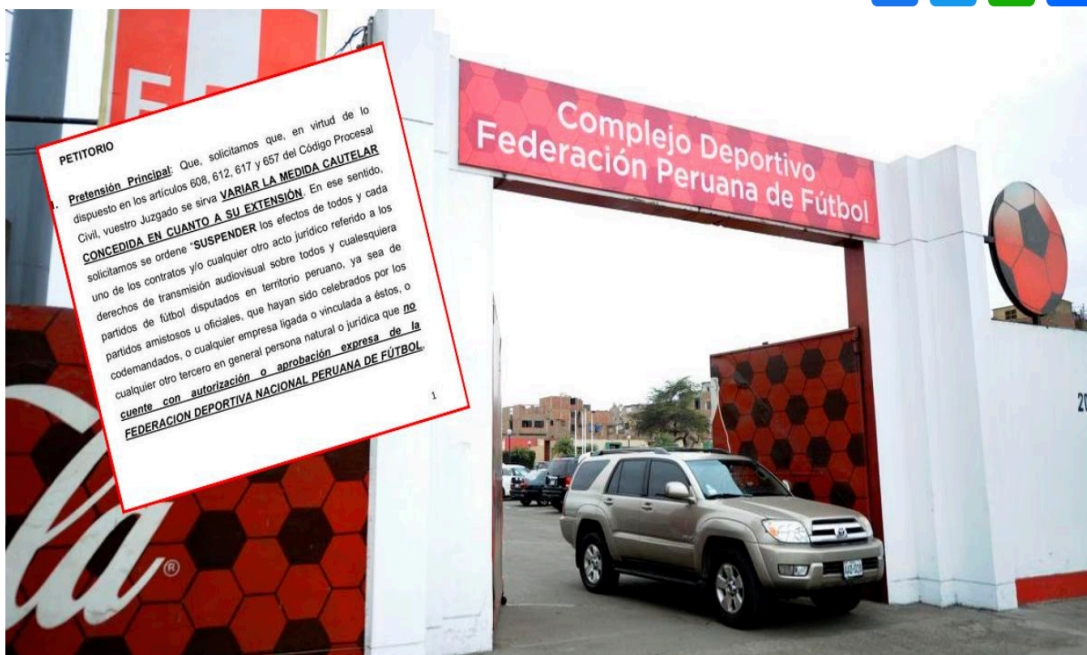 PETITORIO
1. Pretensión Principal: Que, solicitamos que, en virtud de lo
dispuesto en los artículos 608, 612, 617 y 657 del Código Procesal
Civil, vuestro Juzgado se sirva VARIAR LA MEDIDA CAUTELAR
CONCEDIDA EN CUANTO A SU EXTENSIÓN. En ese sentido,
solicitamos se ordene "SUSPENDER los efectos de todos y cada
uno de los contratos y/o cualquier otro acto jurídico referido a los
derechos de transmisión audiovisual sobre todos y cualesquiera
partidos de fútbol disputados en territorio peruano, ya sea de
partidos amistosos u oficiales, que hayan sido celebrados por los
codemandados, o cualquier empresa ligada o vinculada a éstos, o
cualquier otro tercero en general persona natural o jurídica que no
cuente con autorización o aprobación expresa de la
FEDERACION DEPORTIVA NACIONAL PERUANA DE FÚTBOL.
1
Complejo Deportivo
Federación Peruana de Fútbol
®